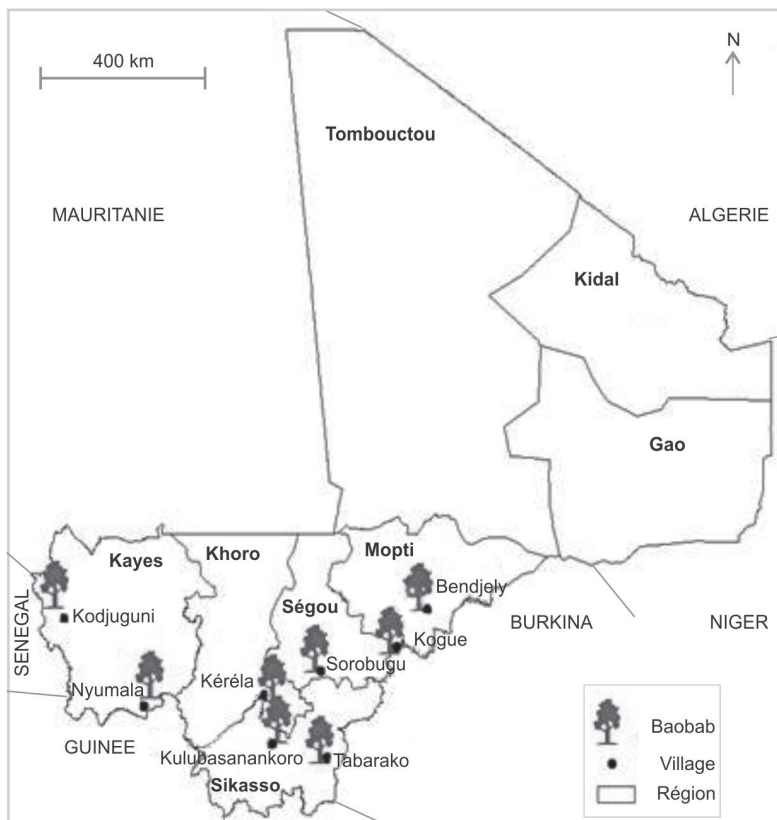 400 km
N
Tombouctou
MAURITANIE
ALGERIE
Kidal
Gao
Kayes
Khoro
Mopti
Bendjely
Kodjuguni
Ségou
SENEGAL
BURKINA
NIGER
Kogue
Sorobugu
Nyumala
Kéréla
Baobab
GUINEE
Kulubasanankoro
Tabarako
Village
Sikasso
Région